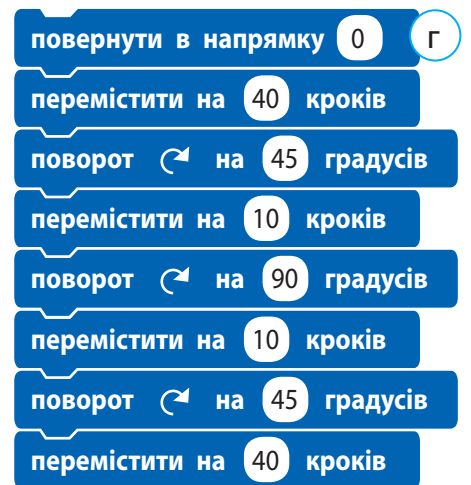 повернути в напрямку 0 г
перемістити на 40 кроків
поворот на 45 градусів
перемістити на 10 кроків
поворот на 90 градусів
перемістити на 10 кроків
поворот на 45 градусів
перемістити на 40 кроків